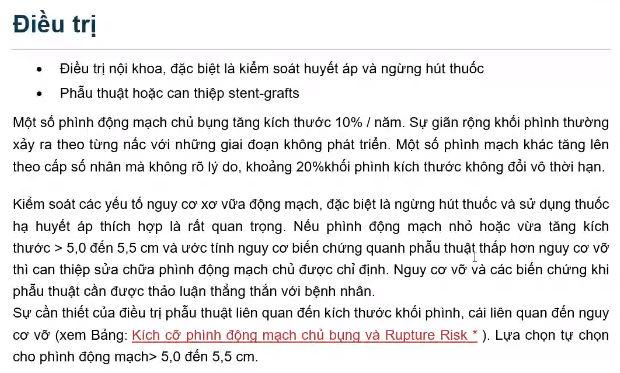 Điều trị
• Điều trị nội khoa, đặc biệt là kiểm soát huyết áp và ngừng hút thuốc
• Phẫu thuật hoặc can thiệp stent-grafts
Một số phình động mạch chủ bụng tăng kích thước 10% / năm. Sự giãn rộng khối phình thường
xảy ra theo từng nấc với những giai đoạn không phát triển. Một số phình mạch khác tăng lên
theo cấp số nhân mà không rõ lý do, khoảng 20%khối phình kích thước không đổi vô thời hạn.
Kiểm soát các yếu tố nguy cơ xơ vữa động mạch, đặc biệt là ngừng hút thuốc và sử dụng thuốc
hạ huyết áp thích hợp là rất quan trọng. Nếu phình động mạch nhỏ hoặc vừa tăng kích
thước > 5,0 đến 5,5 cm và ước tính nguy cơ biến chứng quanh phẫu thuật thấp hơn nguy cơ vỡ
thì can thiệp sửa chữa phình động mạch chủ được chỉ định. Nguy cơ vỡ và các biến chứng khi
phẫu thuật cần được thảo luận thẳng thắn với bệnh nhân.
Sự cần thiết của điều trị phẫu thuật liên quan đến kích thước khối phình, cái liên quan đến nguy
cơ vỡ (xem Bảng: Kích cỡ phình động mạch chủ bụng và Rupture Risk * ). Lựa chọn tự chọn
cho phình động mạch> 5,0 đến 5,5 cm.